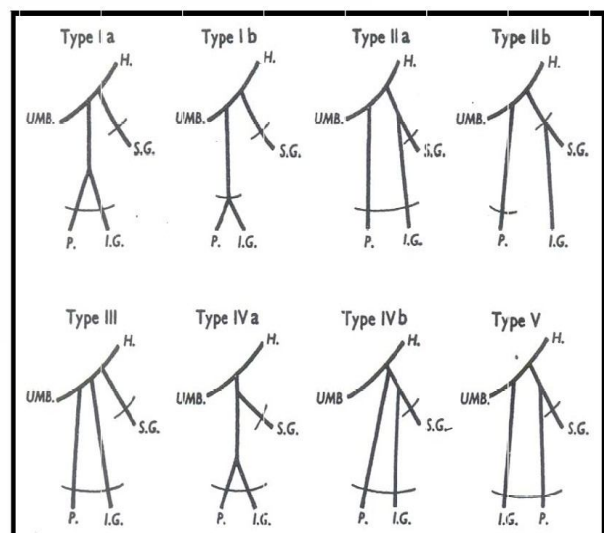 Type I a
Type I b
Type II a
Type II b
H.
H.
H.
H.
UMB.
UMB.
UMB.
UMB.
S.G.
S.G.
S.G.
S.G.
P.
I.G.
P.
I.G.
P.
I.G.
P.
I.G.
Type III
Type IV a
Type IV b
Type V
H.
H.
H.
H.
UMB.
UMB.
UMB
UMB.
S.G.
S.G.
S.G.
S.G.
P.
I.G.
P.
I.G.
P.
I.G.
I.G.
P.